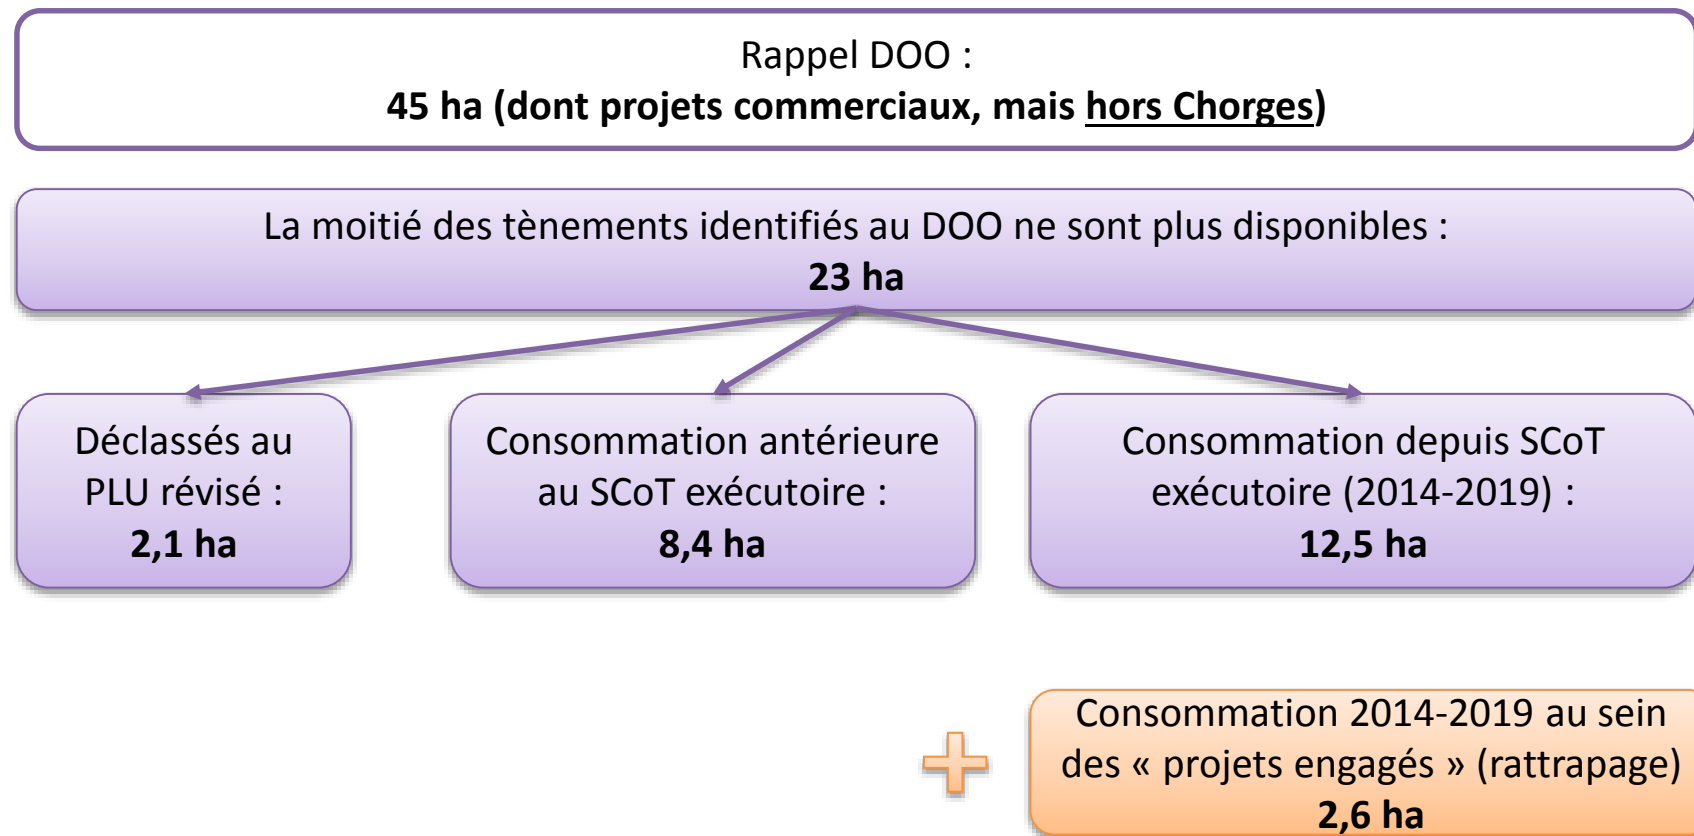 Rappel DOO :
45 ha (dont projets commerciaux, mais hors Chorges)
La moitié des tènements identifiés au DOO ne sont plus disponibles :
23 ha
Déclassés au
PLU révisé :
2,1 ha
Consommation antérieure
au SCoT exécutoire :
8,4 ha
Consommation depuis SCoT
exécutoire (2014-2019) :
12,5 ha
Consommation 2014-2019 au sein
des « projets engagés » (rattrapage)
2,6 ha